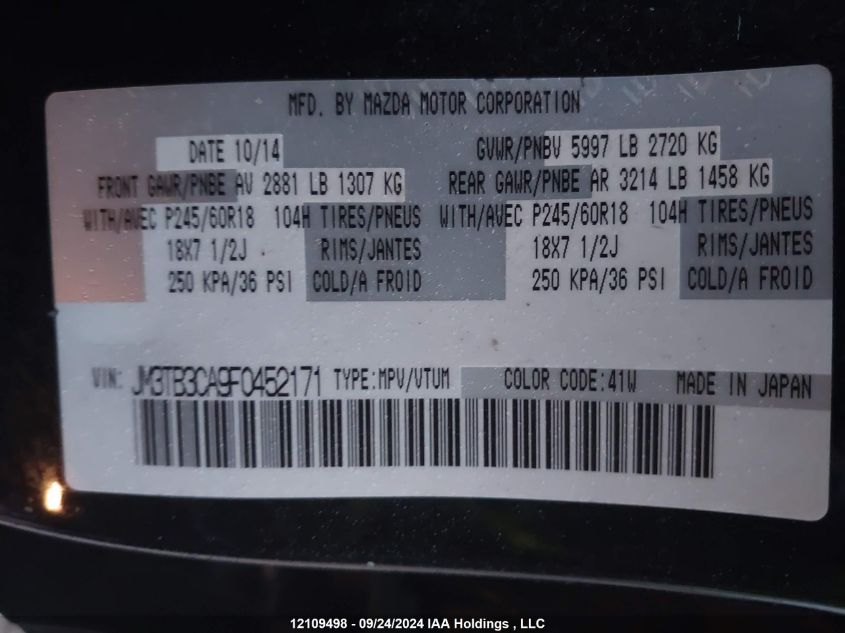 MFD. BY MAZDA MOTOR CORPORATION
DATE 10/14 GVWR/PNBV 5997 LB 2720 KG
FRONT GAWR/PNBE AV 2881 LB 1307 KG REAR GAWR/PNBE AR 3214 LB 1458 KG
WITH/AVEC P245/60R18 104H TIRES/PNEUS WITH/AVEC P245/60R18 104H TIRES/PNEUS
18X7 1/2J RIMS/JANTES 18X7 1/2J RIMS/JANTES
250 KPA/36 PSI COLD/A FROID 250 KPA/36 PSI COLD/A FROID
VIN: JM3TB3CA9F0452171 TYPE:MPV/VTUM COLOR CODE:41W MADE IN JAPAN
12109498 - 09/24/2024 IAA Holdings , LLC